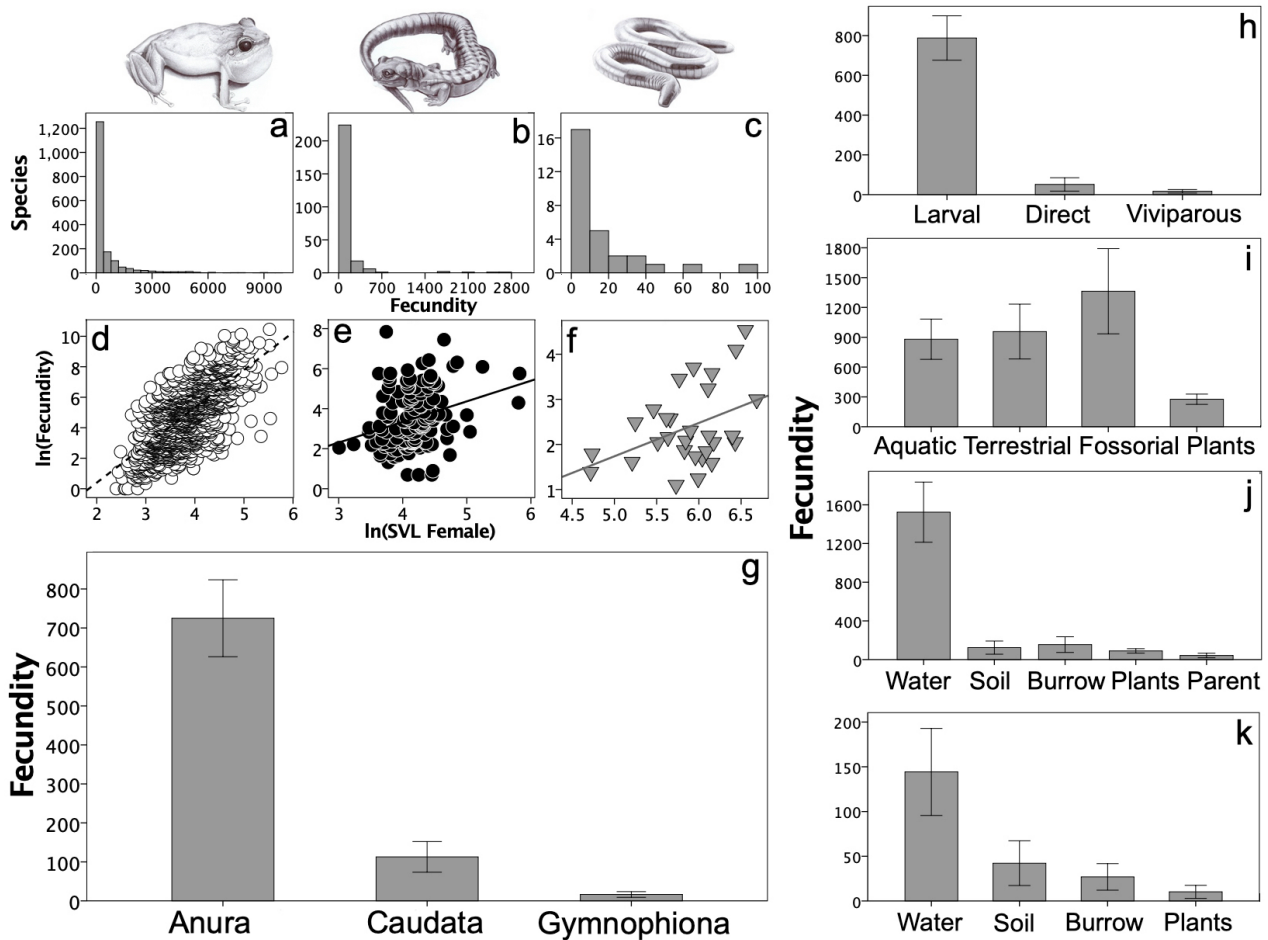 a
1,200
1,000
800
600
400
200
0
Species
0 3000 6000 9000
b
200
150
100
50
0
0 700 1400 2100 2800
Fecundity
c
16
12
8
4
0
0 20 40 60 80 100
d
10
8
6
4
2
0
ln(Fecundity)
2 3 4 5 6
e
8
6
4
2
0
3 4 5 6
ln(SVL Female)
f
4
3
2
1
4.5 5.0 5.5 6.0 6.5
g
800
700
600
500
400
300
200
100
0
Fecundity
Anura Caudata Gymnophiona
h
800
600
400
200
0
Larval Direct Viviparous
i
1800
1500
1200
900
600
300
0
Aquatic Terrestrial Fossorial Plants
Fecundity
j
1600
1200
800
400
0
Water Soil Burrow Plants Parent
k
200
150
100
50
0
Water Soil Burrow Plants